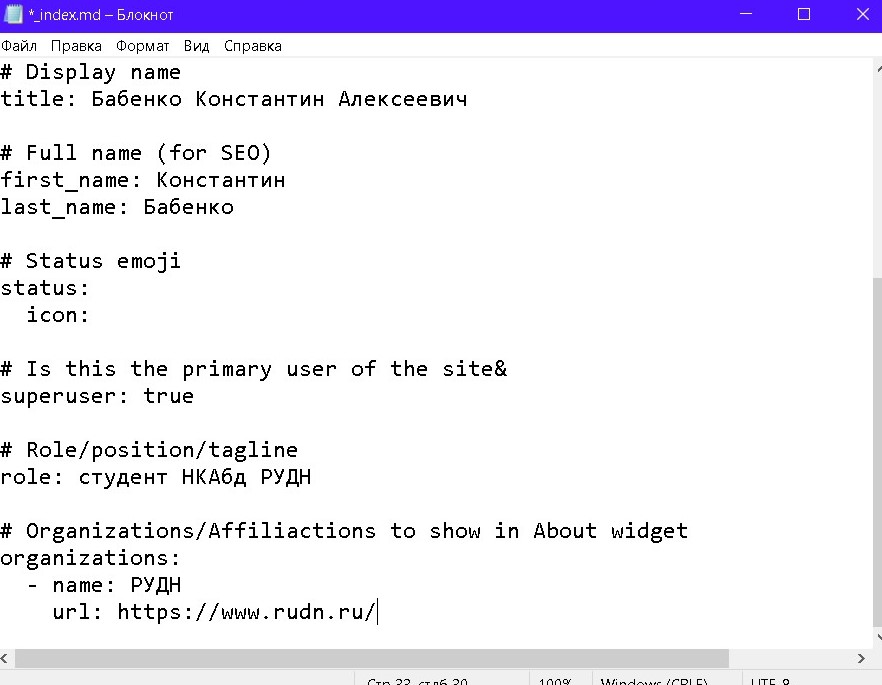 *_index.md – Блокнот
Файл Правка Формат Вид Справка
# Display name
title: Бабенко Константин Алексеевич
# Full name (for SEO)
first_name: Константин
last_name: Бабенко
# Status emoji
status:
  icon:
# Is this the primary user of the site&
superuser: true
# Role/position/tagline
role: студент НКАбд РУДН
# Organizations/Affiliactions to show in About widget
organizations:
  - name: РУДН
    url: https://www.rudn.ru/
Стр 33, стлб 30 100% Windows (CRLF) UTF-8